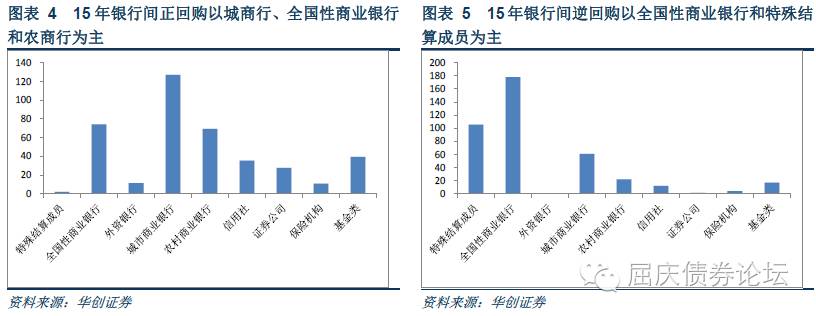 图表 4 15 年银行间正回购以城商行、全国性商业银行
和农商行为主
140
120
100
80
60
40
20
0
特殊结算成员
全国性商业银行
外资银行
城市商业银行
农村商业银行
信用社
证券公司
保险机构
基金类
资料来源：华创证券
图表 5 15 年银行间逆回购以全国性商业银行和特殊结
算成员为主
200
180
160
140
120
100
80
60
40
20
0
特殊结算成员
全国性商业银行
外资银行
城市商业银行
农村商业银行
信用社
证券公司
保险机构
基金类
资料来源：华创证券
屈庆债券论坛